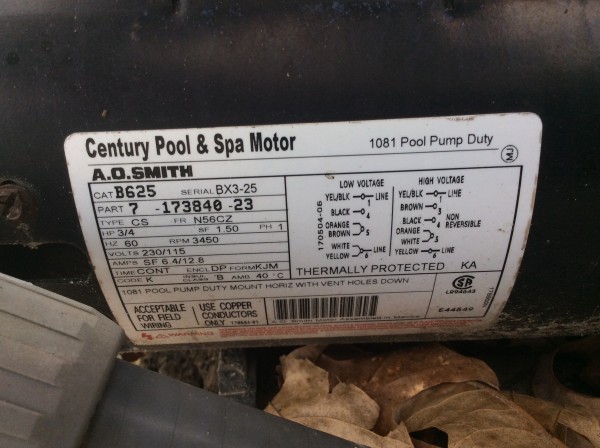 Century Pool & Spa Motor
1081 Pool Pump Duty
MJ
A.O.SMITH
CAT B625 SERIAL BX3-25
PART 7 -173840 -23
TYPE CS FR N56CZ
HP 3/4 SF 1.50 PH 1
HZ 60 RPM 3450
VOLTS 230/115
AMPS SF 6.4/12.8
TIME CONT ENCL DP FORM KJM
CODE K INSUL CLASS B AMB 40 °C
1081 POOL PUMP DUTY MOUNT HORIZ WITH VENT HOLES DOWN
170504-06
LOW VOLTAGE
YEL/BLK 1 LINE
BLACK 4
ORANGE
BROWN 5
WHITE
YELLOW LINE
HIGH VOLTAGE
YEL/BLK 1 LINE
BROWN 3
BLACK 4
ORANGE 5
WHITE
YELLOW LINE
NON
REVERSIBLE
THERMALLY PROTECTED KA
ACCEPTABLE
FOR FIELD
WIRING
USE COPPER
CONDUCTORS
ONLY
SA
E44849